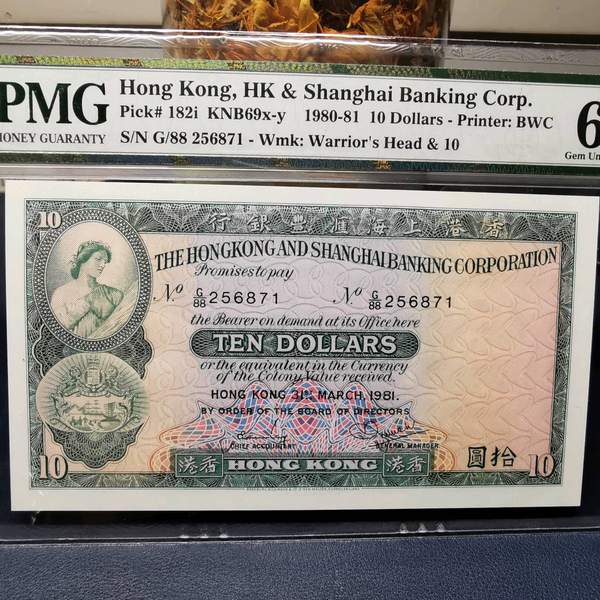 PMG
MONEY GUARANTY
Hong Kong, HK & Shanghai Banking Corp.
Pick# 182i KNB69x-y | 1980-81 10 Dollars - Printer: BWC
S/N G/88 256871 - Wmk: Warrior's Head & 10
6
Gem Un
10
行銀豐滙海上港香
10
THE HONGKONG AND SHANGHAI BANKING CORPORATION
Promises to pay
No G/88 256871 No G/88 256871
the Bearer on demand at its Office here
TEN DOLLARS
or the equivalent in the Currency
of the Colony Value received.
HONG KONG 31ST MARCH, 1981.
BY ORDER OF THE BOARD OF DIRECTORS
CHIEF ACCOUNTANT
GENERAL MANAGER
10
港香
HONG KONG
港香
圓拾
10